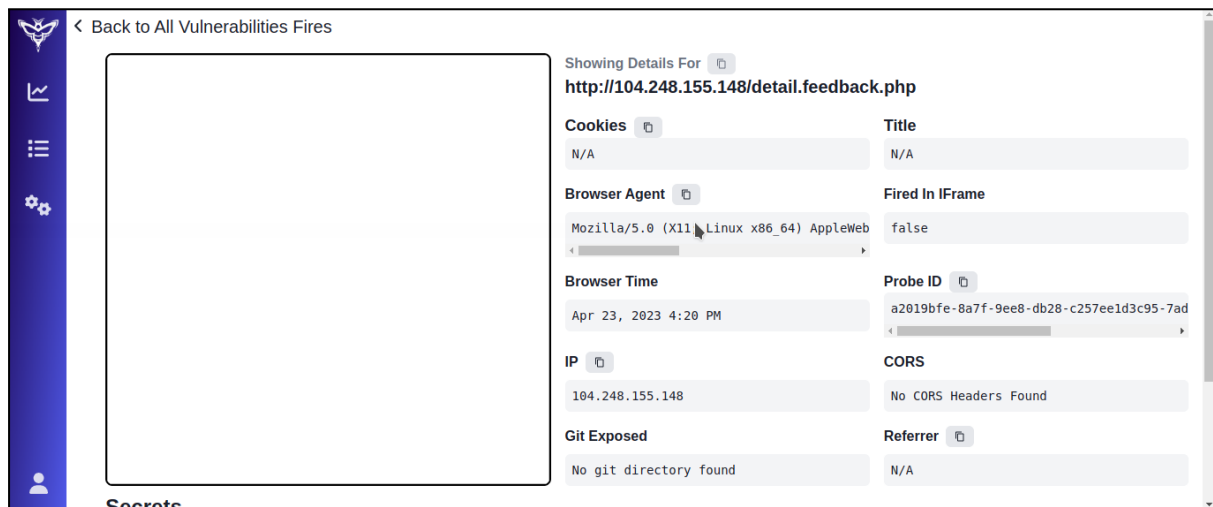 Back to All Vulnerabilities Fires
Showing Details For
http://104.248.155.148/detail.feedback.php
Cookies
Title
N/A
N/A
Browser Agent
Fired In IFrame
Mozilla/5.0 (X11; Linux x86_64) AppleWeb
false
Browser Time
Probe ID
Apr 23, 2023 4:20 PM
a2019bfe-8a7f-9ee8-db28-c257ee1d3c95-7ad
IP
CORS
104.248.155.148
No CORS Headers Found
Git Exposed
Referrer
No git directory found
N/A
Secrets